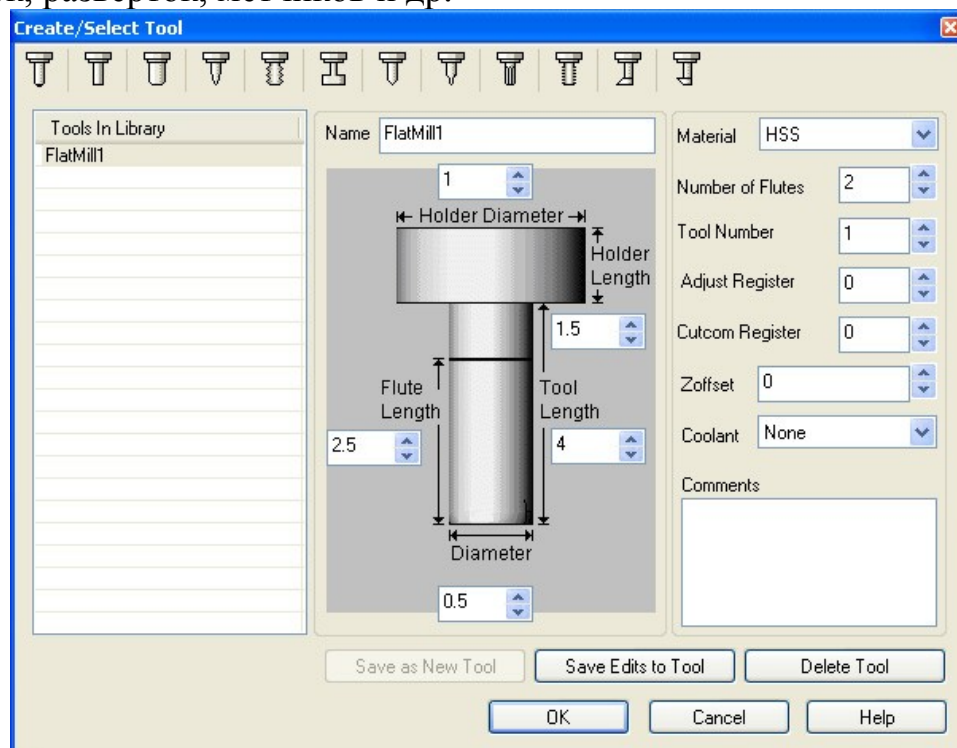 , разверток, метчиков и др.
Create/Select Tool
Tools In Library
FlatMill1
Name FlatMill1
1
Holder Diameter
Holder
Length
1.5
Flute
Length
2.5
Tool
Length
4
Diameter
0.5
Material HSS
Number of Flutes 2
Tool Number 1
Adjust Register 0
Cutcom Register 0
Zoffset 0
Coolant None
Comments
Save as New Tool Save Edits to Tool Delete Tool
OK Cancel Help